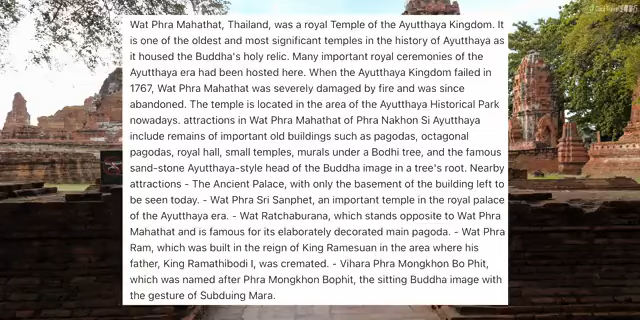 Wat Phra Mahathat, Thailand, was a royal Temple of the Ayutthaya Kingdom. It
is one of the oldest and most significant temples in the history of Ayutthaya as
it housed the Buddha's holy relic. Many important royal ceremonies of the
Ayutthaya era had been hosted here. When the Ayutthaya Kingdom failed in
1767, Wat Phra Mahathat was severely damaged by fire and was since
abandoned. The temple is located in the area of the Ayutthaya Historical Park
nowadays. attractions in Wat Phra Mahathat of Phra Nakhon Si Ayutthaya
include remains of important old buildings such as pagodas, octagonal
pagodas, royal hall, small temples, murals under a Bodhi tree, and the famous
sand-stone Ayutthaya-style head of the Buddha image in a tree's root. Nearby
attractions - The Ancient Palace, with only the basement of the building left to
be seen today. - Wat Phra Sri Sanphet, an important temple in the royal palace
of the Ayutthaya era. - Wat Ratchaburana, which stands opposite to Wat Phra
Mahathat and is famous for its elaborately decorated main pagoda. - Wat Phra
Ram, which was built in the reign of King Ramesuan in the area where his
father, King Ramathibodi I, was cremated. - Vihara Phra Mongkhon Bo Phit,
which was named after Phra Mongkhon Bophit, the sitting Buddha image with
the gesture of Subduing Mara.